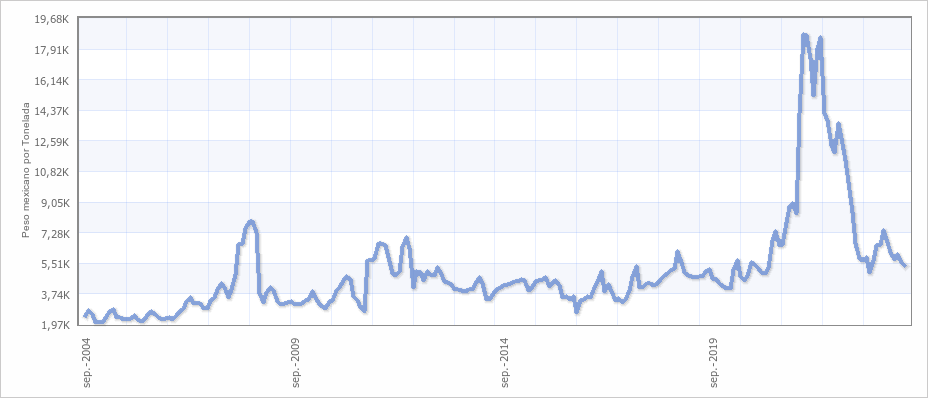 19,68K
17,91K
16,14K
14,37K
12,59K
10,82K
9,05K
7,28K
5,51K
3,74K
1,97K
Peso mexicano por Tonelada
sep.-2004
sep.-2009
sep.-2014
sep.-2019